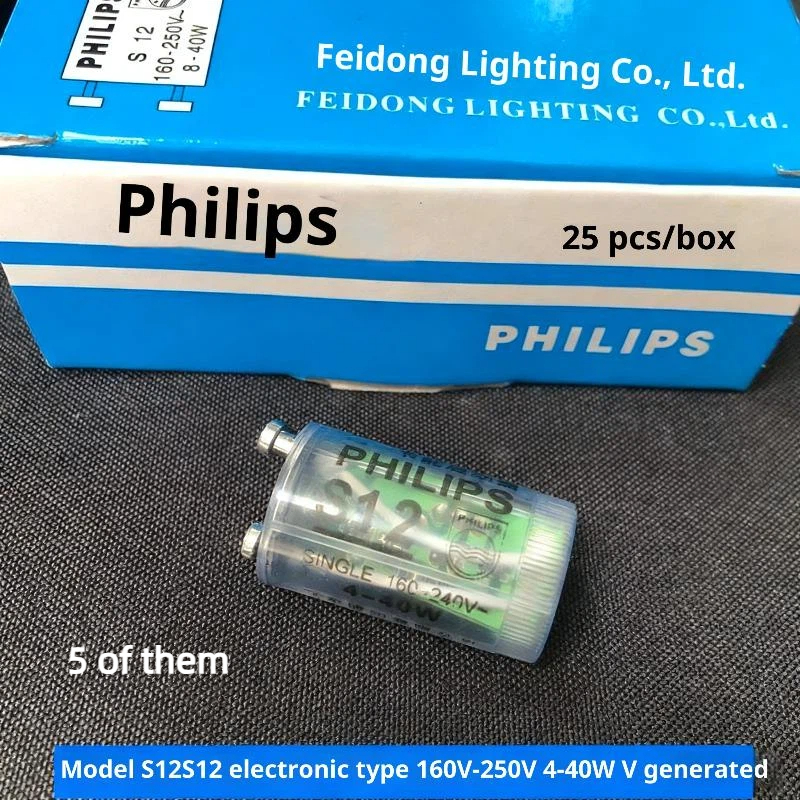 PHILIPS
S 12
160-250V~
8-40W
Feidong Lighting Co., Ltd.
FEIDONG LIGHTING CO.,Ltd.
Philips
25 pcs/box
PHILIPS
PHILIPS
S12
PHILIPS
SINGLE 160-240V~
4-40W
5 of them
Model S12S12 electronic type 160V-250V 4-40W V generated